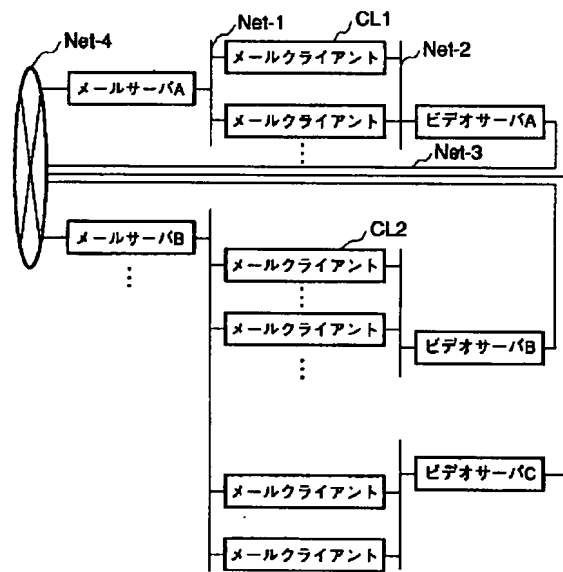 Net-4
Net-1
CL1
Net-2
メールクライアント
メールサーバA
メールクライアント
ビデオサーバA
Net-3
メールサーバB
CL2
メールクライアント
メールクライアント
ビデオサーバB
ビデオサーバC
メールクライアント
メールクライアント